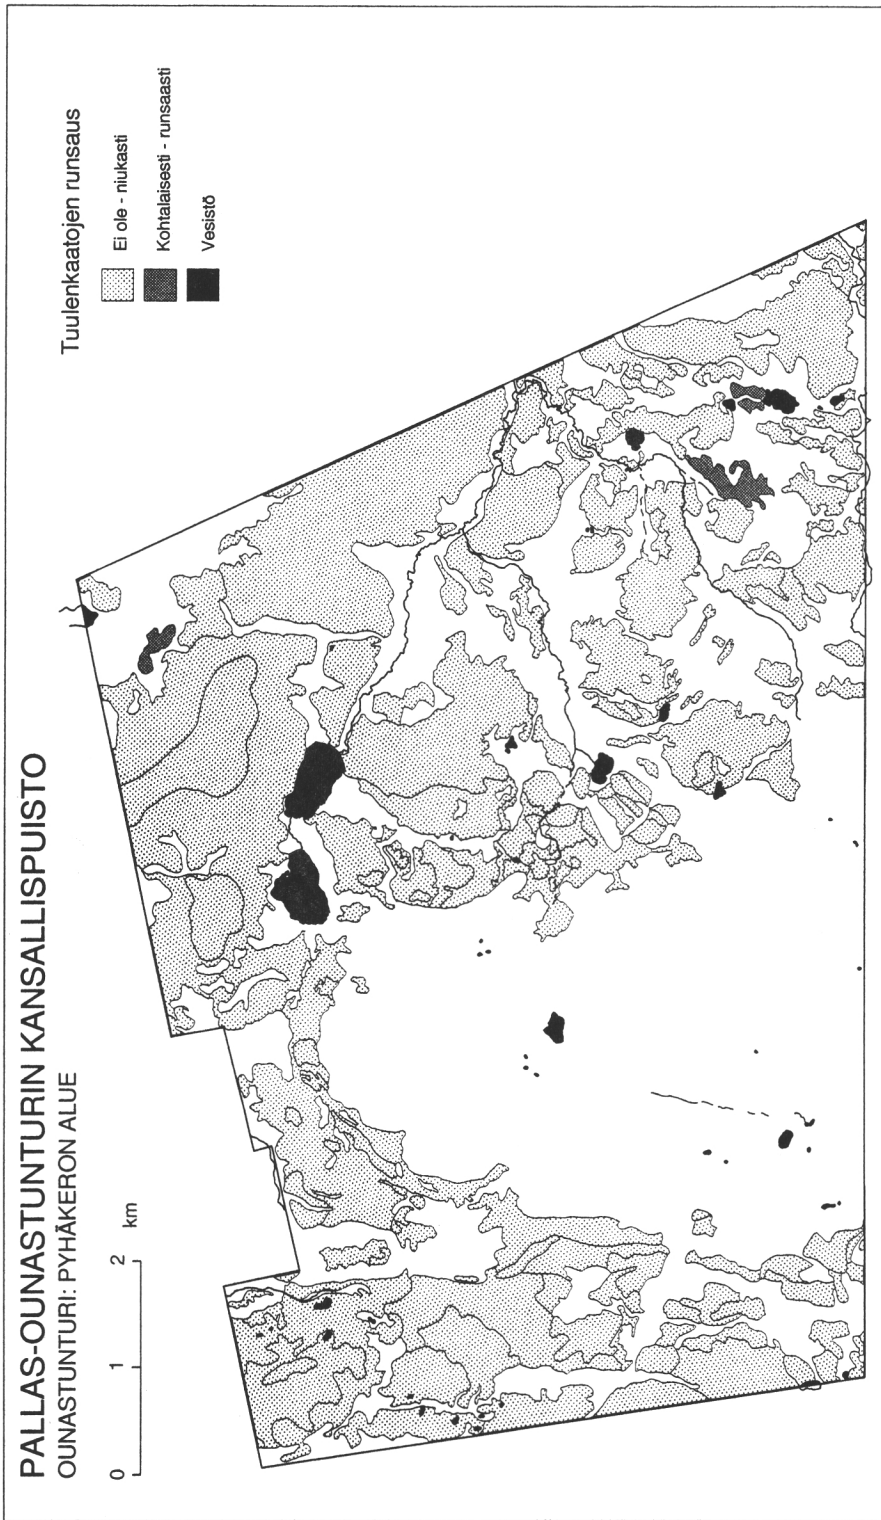 PALLAS-OUNASTUNTURIN KANSALLISPUISTO
OUNASTUNTURI: PYHÄKERON ALUE
0 1 2 km
Tuulenkaatojen runsaus
Ei ole - niukasti
Kohtalaisesti - runsaasti
Vesistö